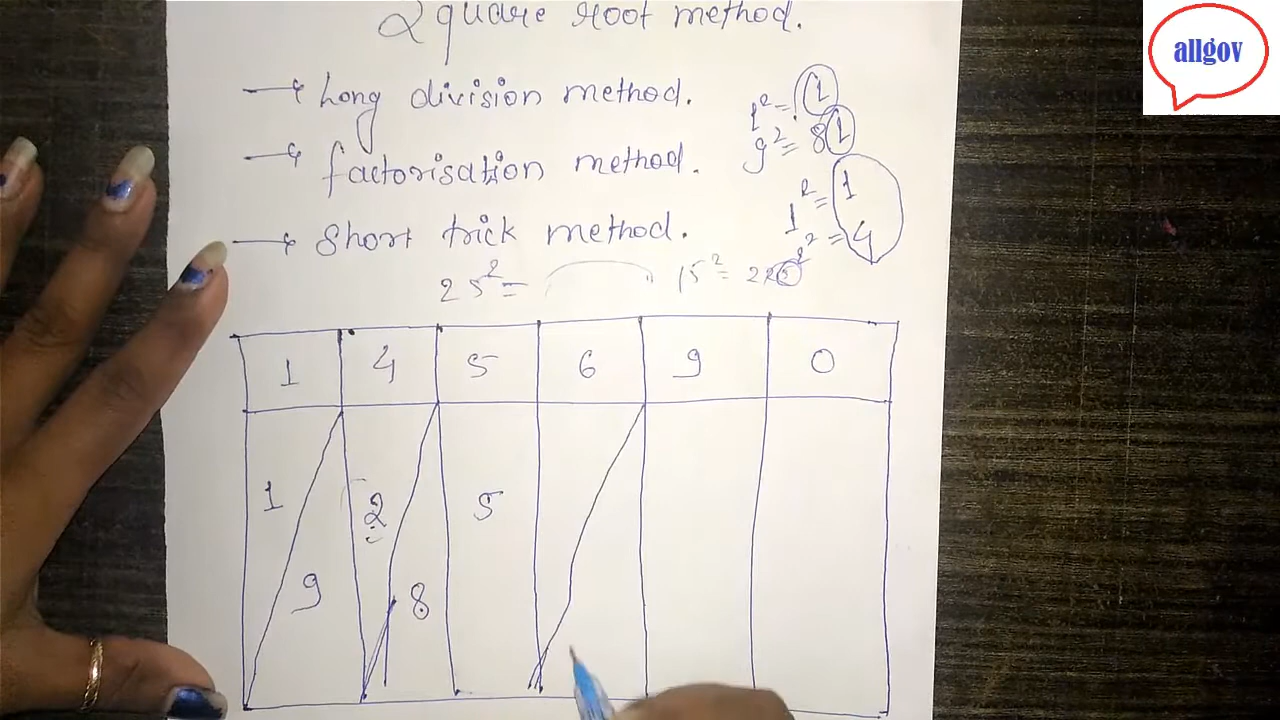 Square root method.
→ Long division method.
→ factorisation method.
→ Short trick method.
1² = 1
9² = 81
1² = 1
2² = 4
25² =
15² = 225
1 4 5 6 9 0
1 2 5
9 8
allgov